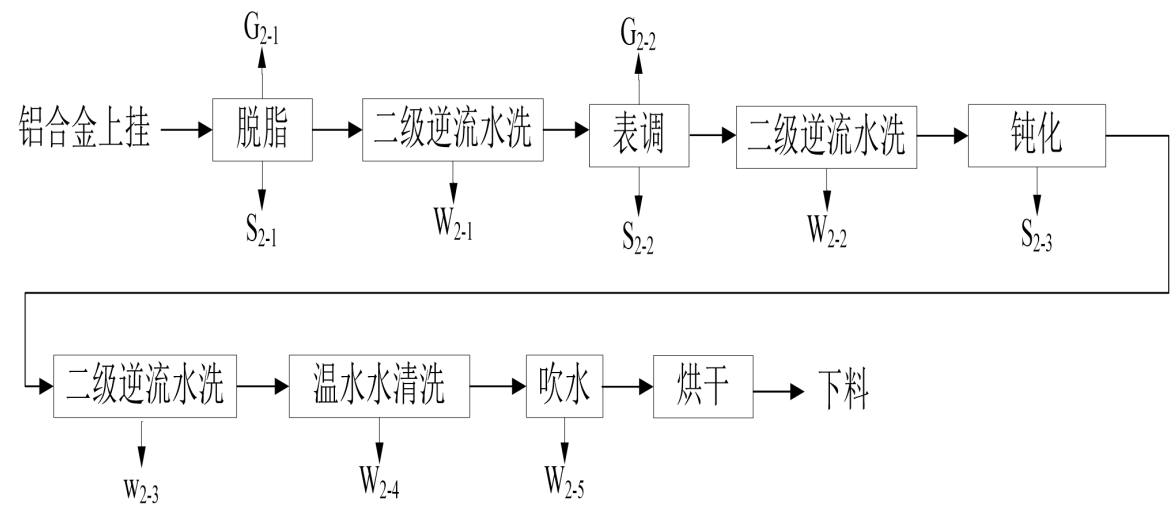 G2-1 G2-2
铝合金上挂 脱脂 二级逆流水洗 表调 二级逆流水洗 钝化
S2-1 W2-1 S2-2 W2-2 S2-3
二级逆流水洗 温水水清洗 吹水 烘干 下料
w2-3 W2-4 W2-5